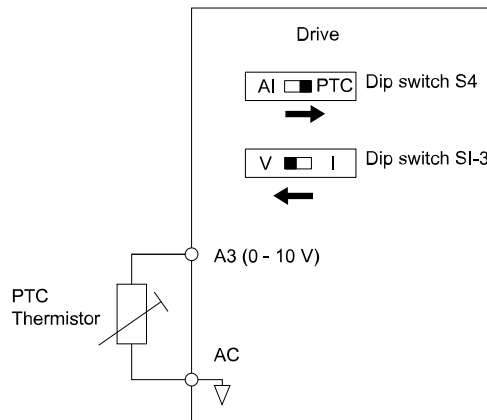 Drive
AI PTC Dip switch S4
V I Dip switch SI-3
A3 (0 - 10 V)
PTC
Thermistor
AC